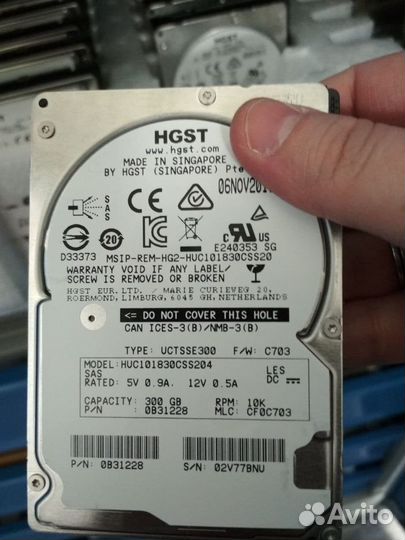 HGST
HGST
www.hgst.com
MADE IN SINGAPORE
BY HGST (SINGAPORE) Pte
06NOV201
SAS
20
D33373
E240353 SG
MSIP-REM-HG2-HUC101830CSS20
WARRANTY VOID IF ANY LABEL/
SCREW IS REMOVED OR BROKEN
HGST EUR.LTD. / MARIE CURIEVEG 20,
ROERMOND, LIMBURG, 6045 GH, NETHERLANDS
<= DO NOT COVER THIS HOLE
CAN ICES-3(B)/NMB-3(B)
TYPE: UCTSSE300 F/W: C703
MODEL: HUC101830CSS204
SAS LES
RATED: 5V 0.9A. 12V 0.5A DC
CAPACITY: 300 GB RPM: 10K
P/N: 0B31228 MLC: CF0C703
P/N: 0B31228 S/N: 02V77BNU
Avito